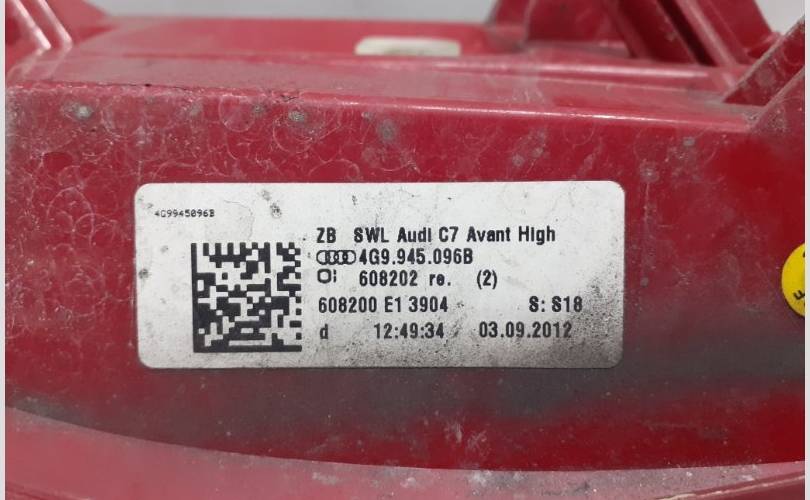 4G9945096B
ZB SWL Audi C7 Avant High
4G9.945.096B
608202 re. (2)
608200 E1 3904 S: S18
d 12:49:34 03.09.2012